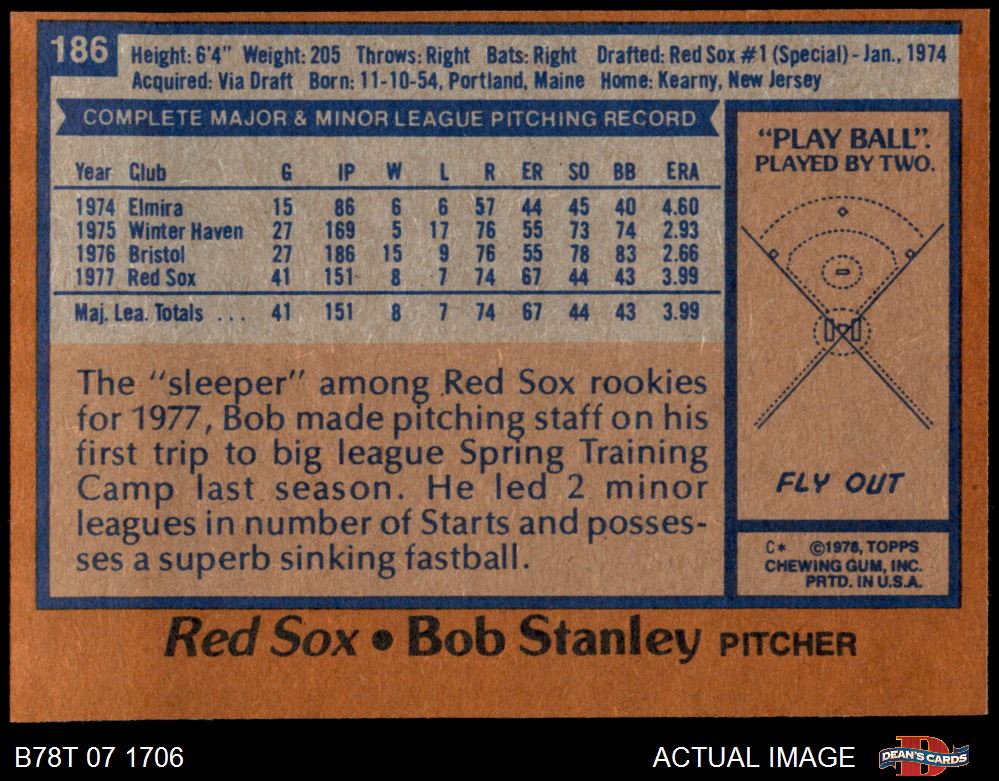 186
Height: 6'4" Weight: 205 Throws: Right Bats: Right Drafted: Red Sox #1 (Special) - Jan., 1974
Acquired: Via Draft Born: 11-10-54, Portland, Maine Home: Kearny, New Jersey
COMPLETE MAJOR & MINOR LEAGUE PITCHING RECORD
Year Club G IP W L R ER SO BB ERA
1974 Elmira 15 86 6 6 57 44 45 40 4.60
1975 Winter Haven 27 169 5 17 76 55 73 74 2.93
1976 Bristol 27 186 15 9 76 55 78 83 2.66
1977 Red Sox 41 151 8 7 74 67 44 43 3.99
Maj. Lea. Totals ... 41 151 8 7 74 67 44 43 3.99
The "sleeper" among Red Sox rookies
for 1977, Bob made pitching staff on his
first trip to big league Spring Training
Camp last season. He led 2 minor
leagues in number of Starts and posses-
ses a superb sinking fastball.
"PLAY BALL".
PLAYED BY TWO.
FLY OUT
C* ©1978, TOPPS
CHEWING GUM, INC.
PRTD. IN U.S.A.
Red Sox • Bob Stanley PITCHER
B78T 07 1706
ACTUAL IMAGE
DEAN'S CARDS